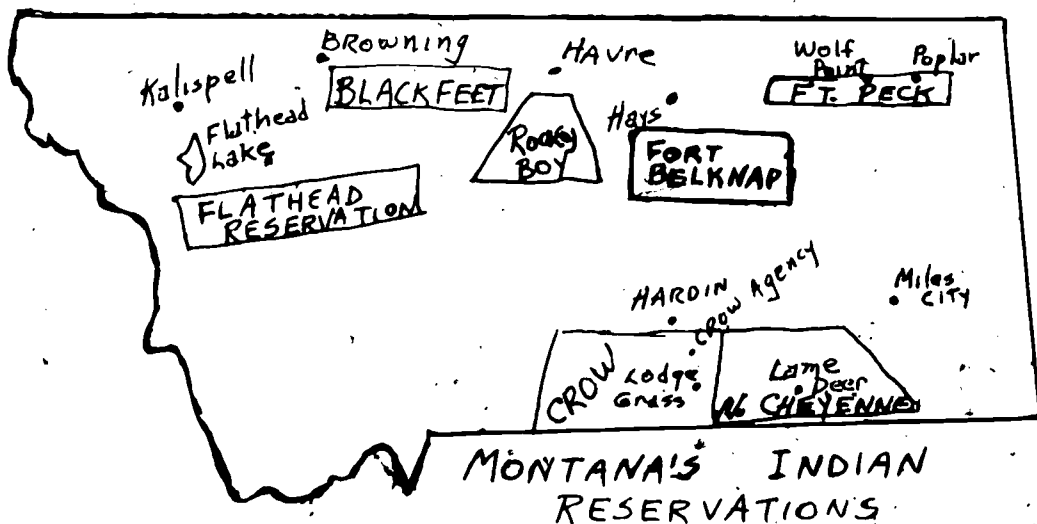 BROWNING
HAvre
Wolf
Point
Poplar
Kalispell
BLACKFEET
FT. PECK
Flathead
Lake
Hays
Rocky
BOY
FORT
BELKNAP
FLATHEAD
RESERVATION
Miles
CITY
HARDIN
CROW Agency
CROW
Lodge
Grass
Lame
Deer
No CHEYENNE
MONTANA'S INDIAN
RESERVATIONS